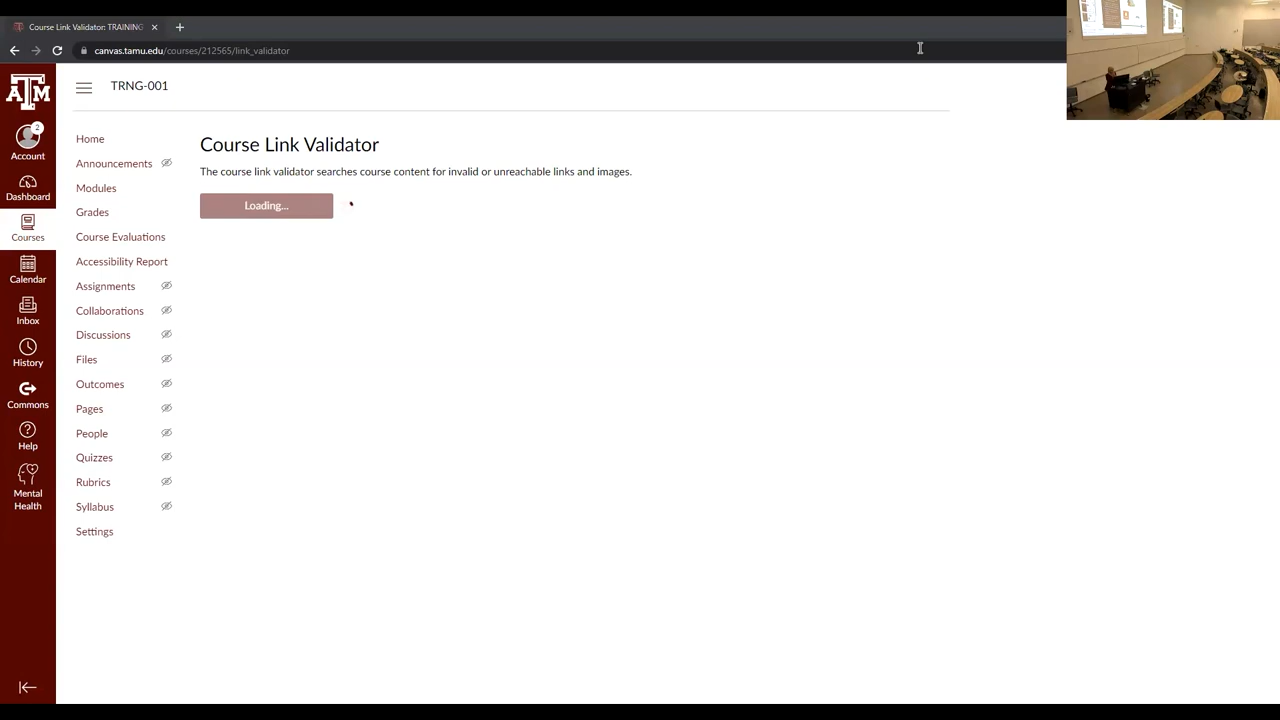 Course Link Validator: TRAINING
canvas.tamu.edu/courses/212565/link_validator
TRNG-001
ATM
2
Account
Dashboard
Courses
Calendar
Inbox
History
Commons
Help
Mental
Health
Home
Announcements
Modules
Grades
Course Evaluations
Accessibility Report
Assignments
Collaborations
Discussions
Files
Outcomes
Pages
People
Quizzes
Rubrics
Syllabus
Settings
Course Link Validator
The course link validator searches course content for invalid or unreachable links and images.
Loading...